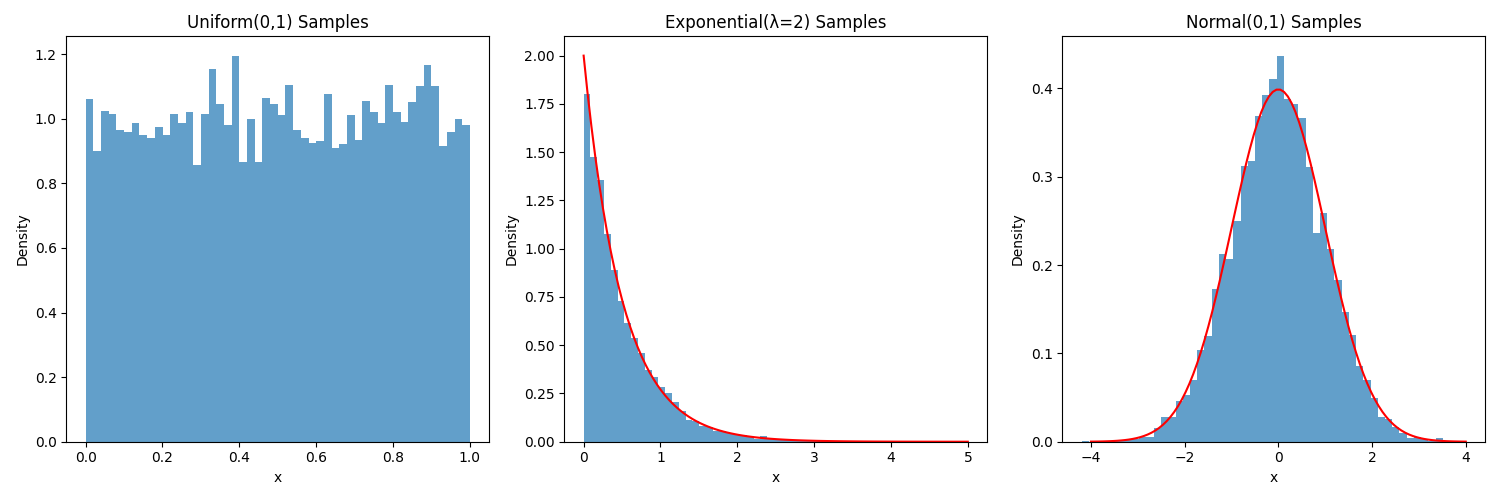 Uniform(0,1) Samples
1.2
1.0
0.8
0.6
0.4
0.2
0.0
Density
0.0 0.2 0.4 0.6 0.8 1.0
x
Exponential(λ=2) Samples
2.00
1.75
1.50
1.25
1.00
0.75
0.50
0.25
0.00
Density
0 1 2 3 4 5
x
Normal(0,1) Samples
0.4
0.3
0.2
0.1
0.0
Density
−4 −2 0 2 4
x